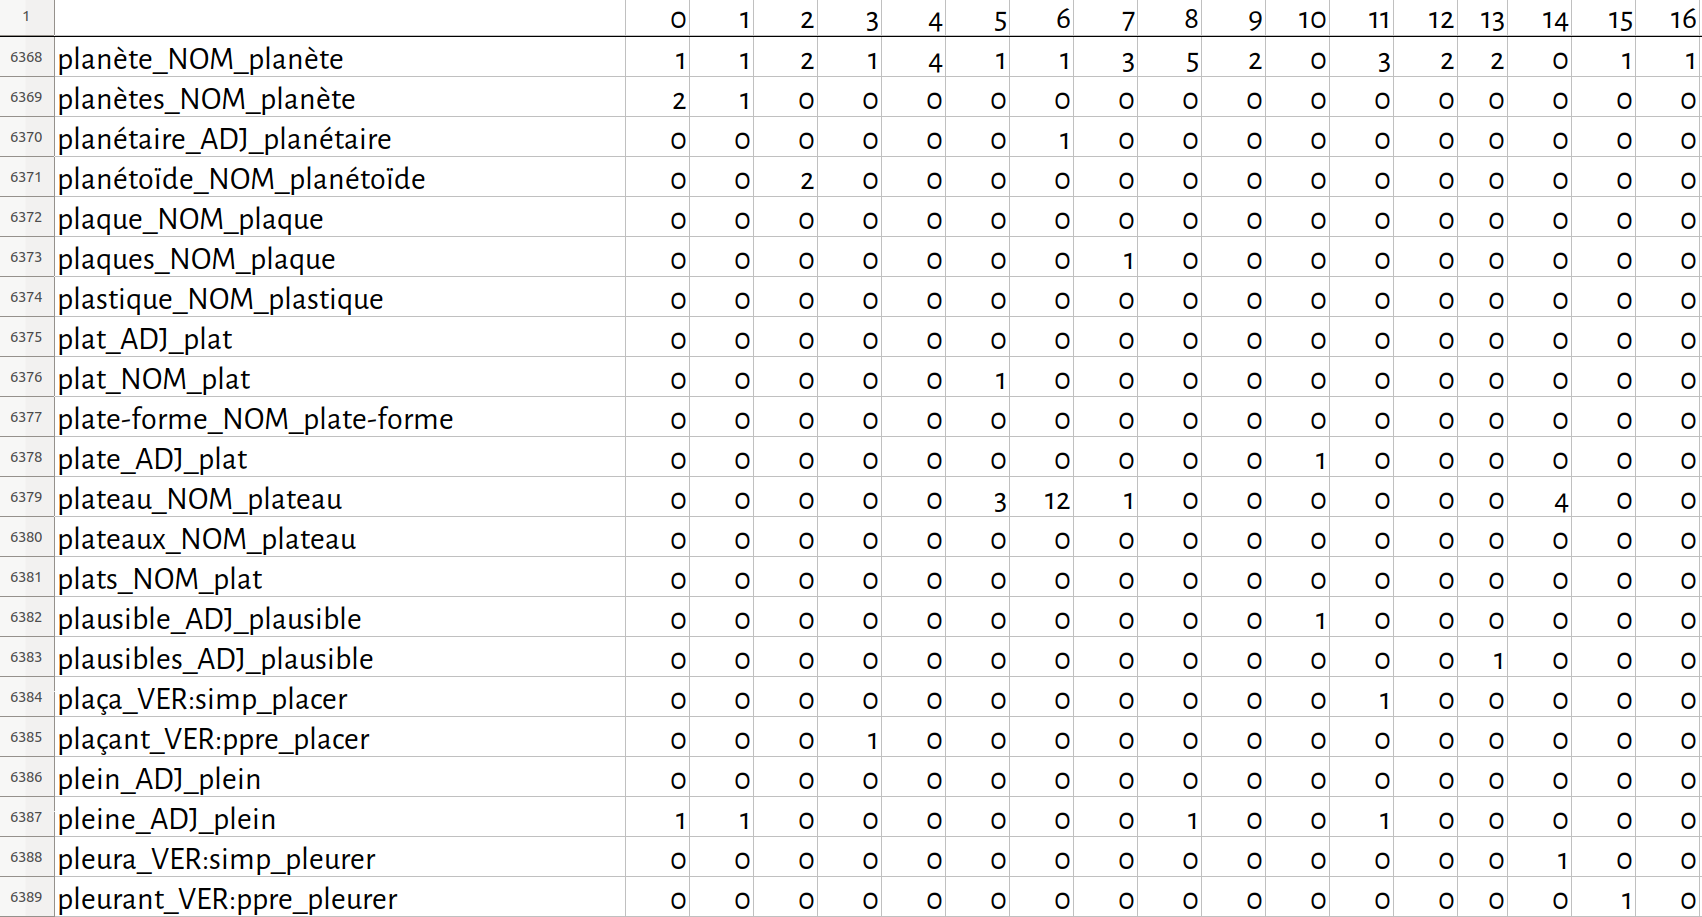 1 0 1 2 3 4 5 6 7 8 9 10 11 12 13 14 15 16
6368 planète_NOM_planète 1 1 2 1 4 1 1 3 5 2 0 3 2 2 0 1 1
6369 planètes_NOM_planète 2 1 0 0 0 0 0 0 0 0 0 0 0 0 0 0 0
6370 planétaire_ADJ_planétaire 0 0 0 0 0 0 1 0 0 0 0 0 0 0 0 0 0
6371 planétoïde_NOM_planétoïde 0 0 2 0 0 0 0 0 0 0 0 0 0 0 0 0 0
6372 plaque_NOM_plaque 0 0 0 0 0 0 0 0 0 0 0 0 0 0 0 0 0
6373 plaques_NOM_plaque 0 0 0 0 0 0 0 1 0 0 0 0 0 0 0 0 0
6374 plastique_NOM_plastique 0 0 0 0 0 0 0 0 0 0 0 0 0 0 0 0 0
6375 plat_ADJ_plat 0 0 0 0 0 0 0 0 0 0 0 0 0 0 0 0 0
6376 plat_NOM_plat 0 0 0 0 0 1 0 0 0 0 0 0 0 0 0 0 0
6377 plate-forme_NOM_plate-forme 0 0 0 0 0 0 0 0 0 0 0 0 0 0 0 0 0
6378 plate_ADJ_plat 0 0 0 0 0 0 0 0 0 0 1 0 0 0 0 0 0
6379 plateau_NOM_plateau 0 0 0 0 0 3 12 1 0 0 0 0 0 0 4 0 0
6380 plateaux_NOM_plateau 0 0 0 0 0 0 0 0 0 0 0 0 0 0 0 0 0
6381 plats_NOM_plat 0 0 0 0 0 0 0 0 0 0 0 0 0 0 0 0 0
6382 plausible_ADJ_plausible 0 0 0 0 0 0 0 0 0 0 1 0 0 0 0 0 0
6383 plausibles_ADJ_plausible 0 0 0 0 0 0 0 0 0 0 0 0 0 1 0 0 0
6384 plaça_VER:simp_placer 0 0 0 0 0 0 0 0 0 0 0 1 0 0 0 0 0
6385 plaçant_VER:ppre_placer 0 0 0 1 0 0 0 0 0 0 0 0 0 0 0 0 0
6386 plein_ADJ_plein 0 0 0 0 0 0 0 0 0 0 0 0 0 0 0 0 0
6387 pleine_ADJ_plein 1 1 0 0 0 0 0 0 1 0 0 1 0 0 0 0 0
6388 pleura_VER:simp_pleurer 0 0 0 0 0 0 0 0 0 0 0 0 0 0 1 0 0
6389 pleurant_VER:ppre_pleurer 0 0 0 0 0 0 0 0 0 0 0 0 0 0 0 1 0